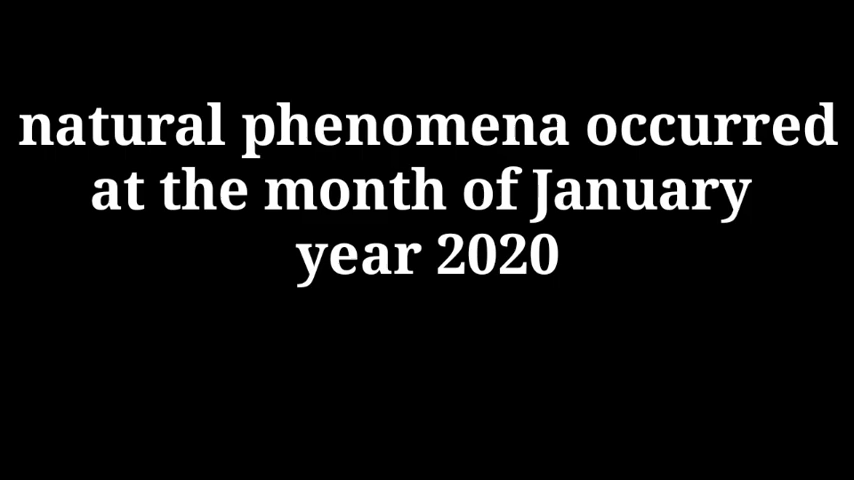 natural phenomena occurred
at the month of January
year 2020